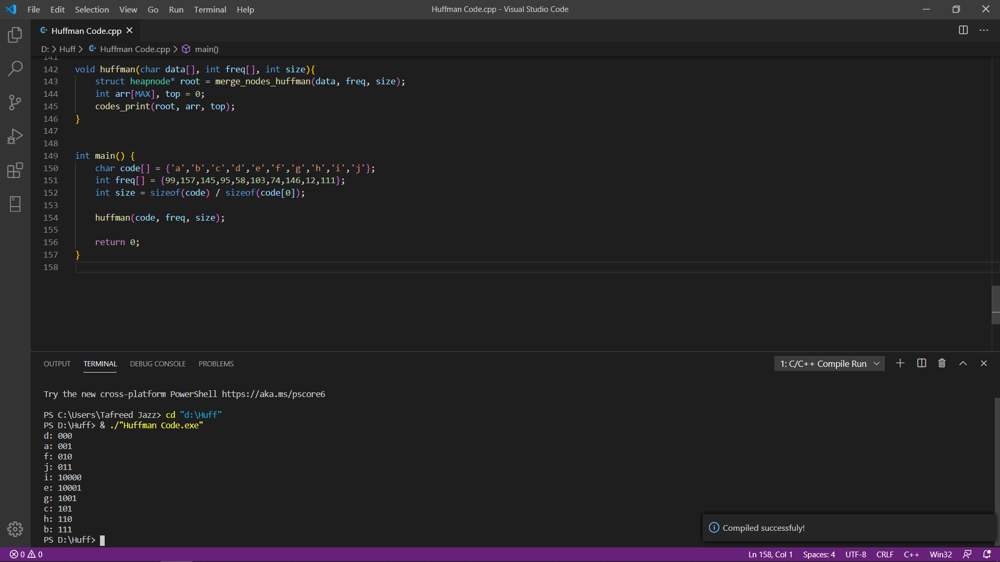 File Edit Selection View Go Run Terminal Help
Huffman Code.cpp - Visual Studio Code
Huffman Code.cpp
D: > Huff > Huffman Code.cpp > main()
141
142 void huffman(char data[], int freq[], int size){
143 struct heapnode* root = merge_nodes_huffman(data, freq, size);
144 int arr[MAX], top = 0;
145 codes_print(root, arr, top);
146 }
147
148
149 int main() {
150 char code[] = {'a','b','c','d','e','f','g','h','i','j'};
151 int freq[] = {99,157,145,95,58,103,74,146,12,111};
152 int size = sizeof(code) / sizeof(code[0]);
153
154 huffman(code, freq, size);
155
156 return 0;
157 }
158
OUTPUT TERMINAL DEBUG CONSOLE PROBLEMS
1: C/C++ Compile Run
Try the new cross-platform PowerShell https://aka.ms/pscore6
PS C:\Users\Tafreed Jazz> cd "d:\Huff"
PS D:\Huff> & ./"Huffman Code.exe"
d: 000
a: 001
f: 010
j: 011
i: 10000
e: 10001
g: 1001
c: 101
h: 110
b: 111
PS D:\Huff>
Compiled successfuly!
0 0
Ln 158, Col 1 Spaces: 4 UTF-8 CRLF C++ Win32